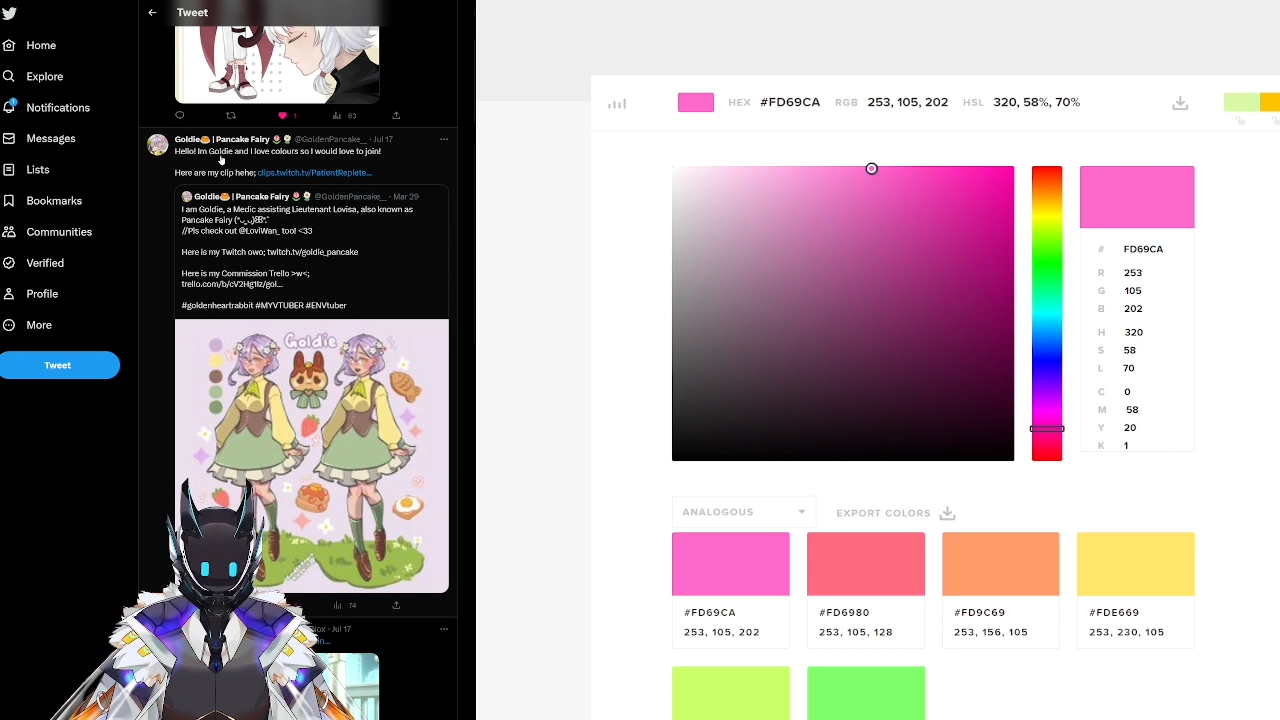 Tweet
Home
Explore
Notifications
Messages
Lists
Bookmarks
Communities
Verified
Profile
More
Tweet
1
63
Goldie🥞 | Pancake Fairy @GoldenPancake__ · Jul 17
Hello! Im Goldie and I love colours so I would love to join!
Here are my clip hehe; clips.twitch.tv/PatientReplete...
Goldie🥞 | Pancake Fairy @GoldenPancake__ · Mar 29
I am Goldie, a Medic assisting Lieutenant Lovisa, also known as
Pancake Fairy
//Pls check out @LoviWan_ too! <33
Here is my Twitch owo; twitch.tv/goldie_pancake
Here is my Commission Trello >w<;
#goldenheartrabbit #MYVTUBER #ENVtuber
Goldie
74
· Jul 17
HEX #FD69CA RGB 253, 105, 202 HSL 320, 58%, 70%
# FD69CA
R 253
G 105
B 202
H 320
S 58
L 70
C 0
M 58
Y 20
K 1
ANALOGOUS
EXPORT COLORS
#FD69CA
253, 105, 202
#FD6980
253, 105, 128
#FD9C69
253, 156, 105
#FDE669
253, 230, 105